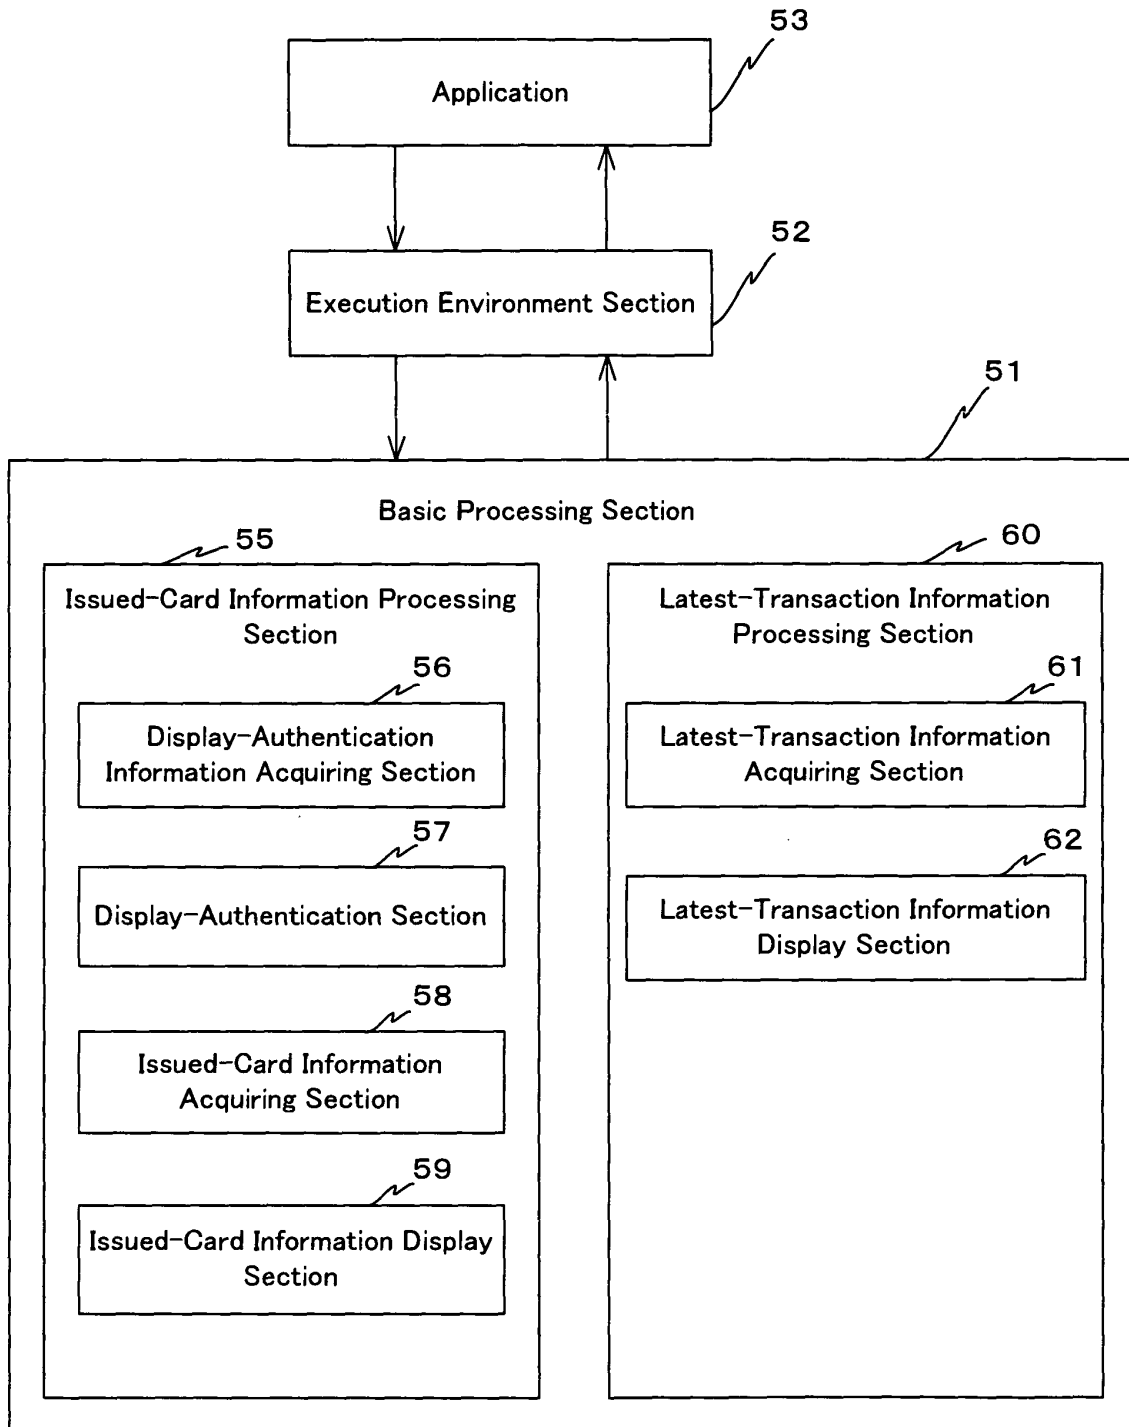 53
Application
52
Execution Environment Section
51
Basic Processing Section
55
Issued-Card Information Processing
Section
56
Display-Authentication
Information Acquiring Section
57
Display-Authentication Section
58
Issued-Card Information
Acquiring Section
59
Issued-Card Information Display
Section
60
Latest-Transaction Information
Processing Section
61
Latest-Transaction Information
Acquiring Section
62
Latest-Transaction Information
Display Section